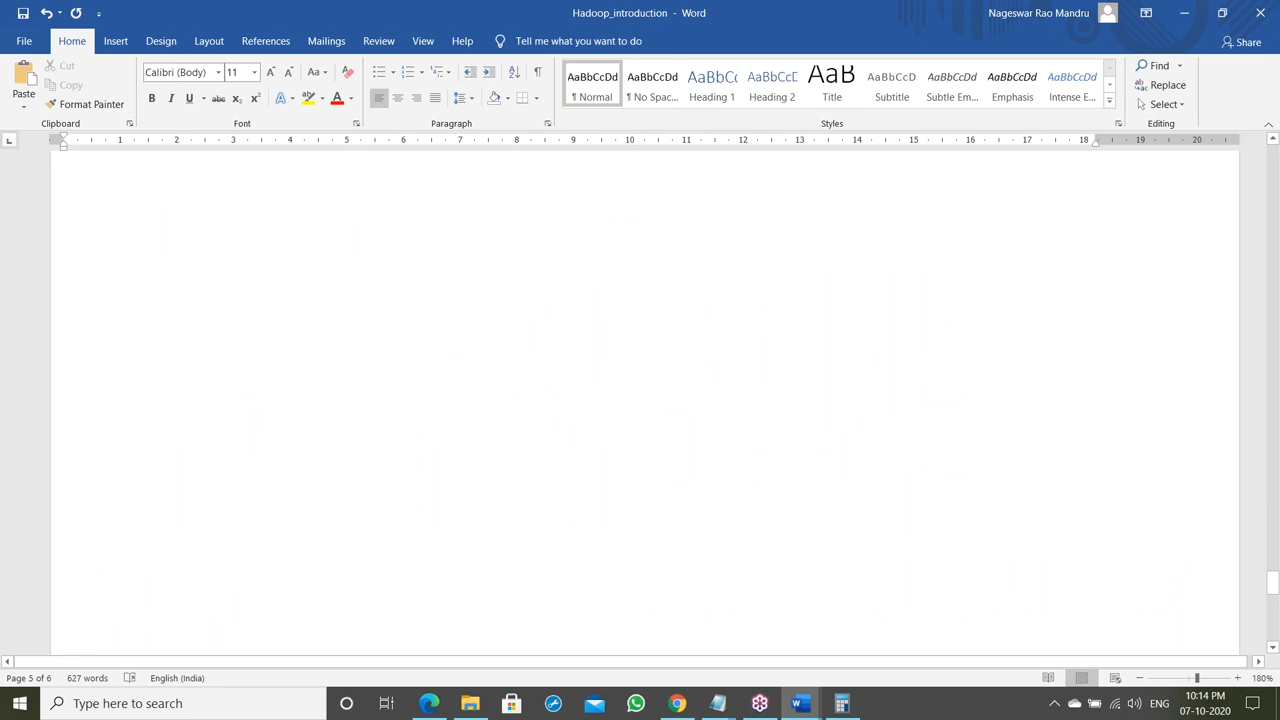 Hadoop_introduction - Word
Nageswar Rao Mandru
File Home Insert Design Layout References Mailings Review View Help Tell me what you want to do
Share
Paste
Cut
Copy
Format Painter
Clipboard
Calibri (Body) 11
Font
Paragraph
AaBbCcDd ¶ Normal
AaBbCcDd ¶ No Spac...
AaBbCc Heading 1
AaBbCcD Heading 2
AaB Title
AaBbCcD Subtitle
AaBbCcDd Subtle Em...
AaBbCcDd Emphasis
AaBbCcDd Intense E...
Styles
Find
Replace
Select
Editing
1 2 3 4 5 6 7 8 9 10 11 12 13 14 15 16 17 18 19 20
Page 5 of 6 627 words English (India) 180%
Type here to search
ENG
10:14 PM
07-10-2020